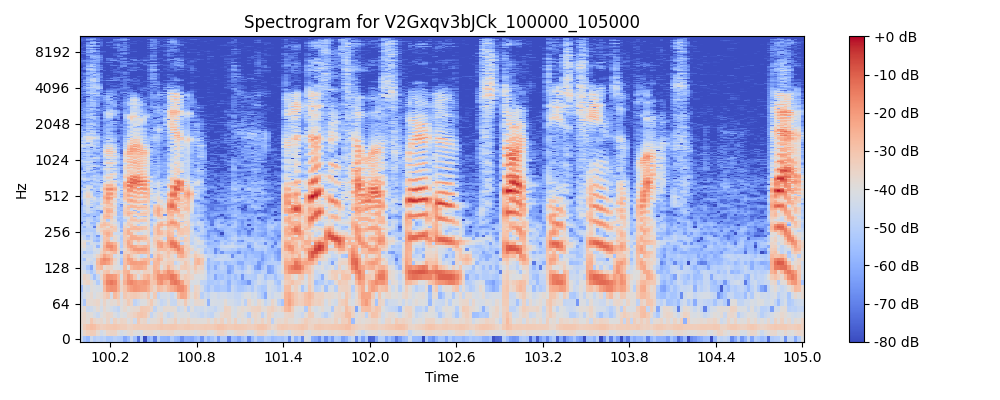 Spectrogram for V2Gxqv3bJCk_100000_105000
Hz
8192
4096
2048
1024
512
256
128
64
0
100.2 100.8 101.4 102.0 102.6 103.2 103.8 104.4 105.0
Time
+0 dB
-10 dB
-20 dB
-30 dB
-40 dB
-50 dB
-60 dB
-70 dB
-80 dB